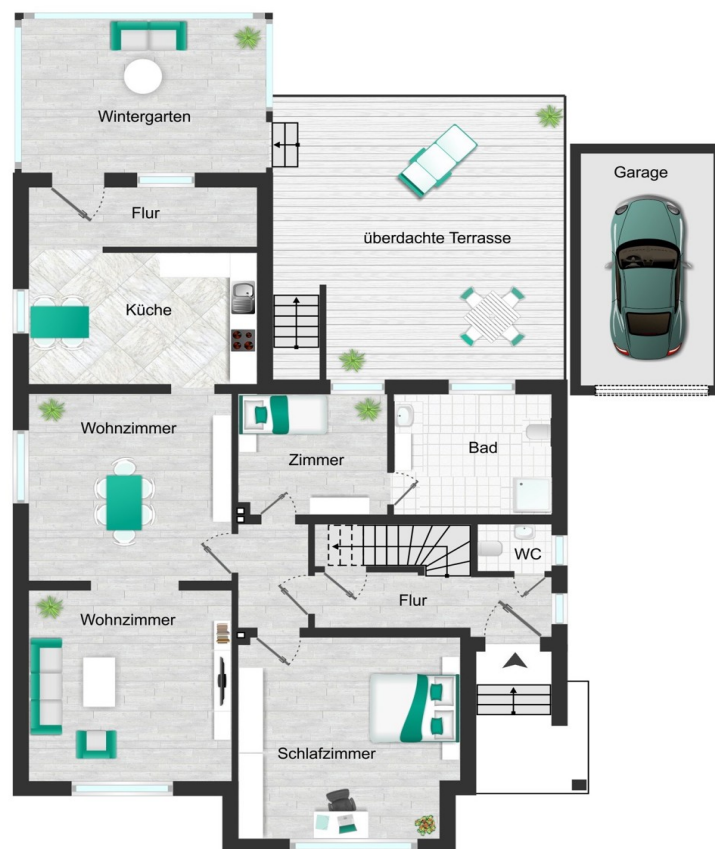 Wintergarten
Garage
Flur
überdachte Terrasse
Küche
Wohnzimmer
Zimmer
Bad
WC
Flur
Wohnzimmer
Schlafzimmer